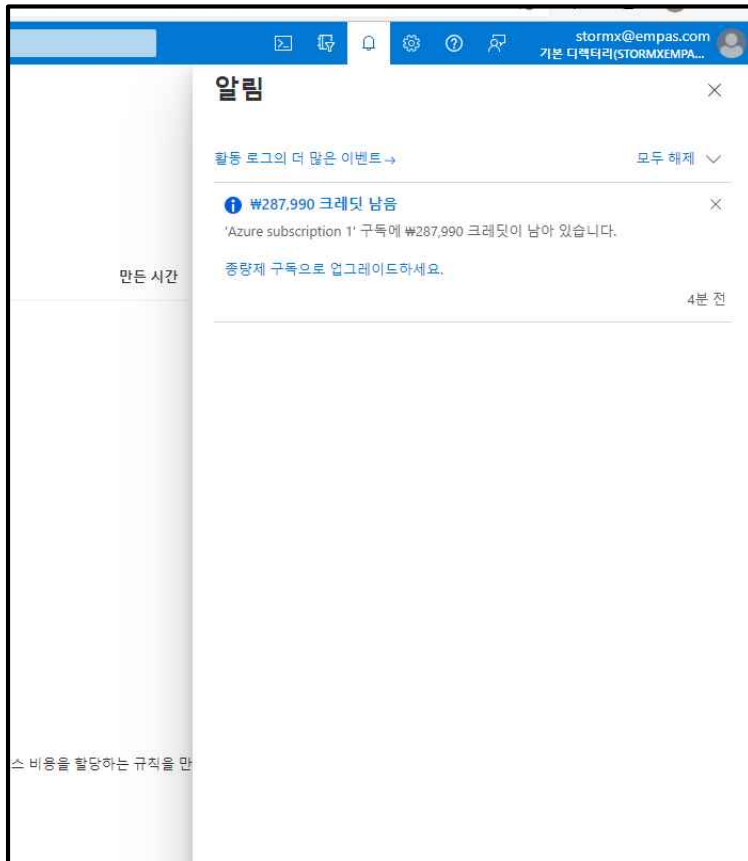 stormx@empas.com
기본 디렉터리(STORMXEMPA...
알림
활동 로그의 더 많은 이벤트→
모두 해제
₩287,990 크레딧 남음
'Azure subscription 1' 구독에 ₩287,990 크레딧이 남아 있습니다.
종량제 구독으로 업그레이드하세요.
만든 시간
4분 전
스 비용을 할당하는 규칙을 만